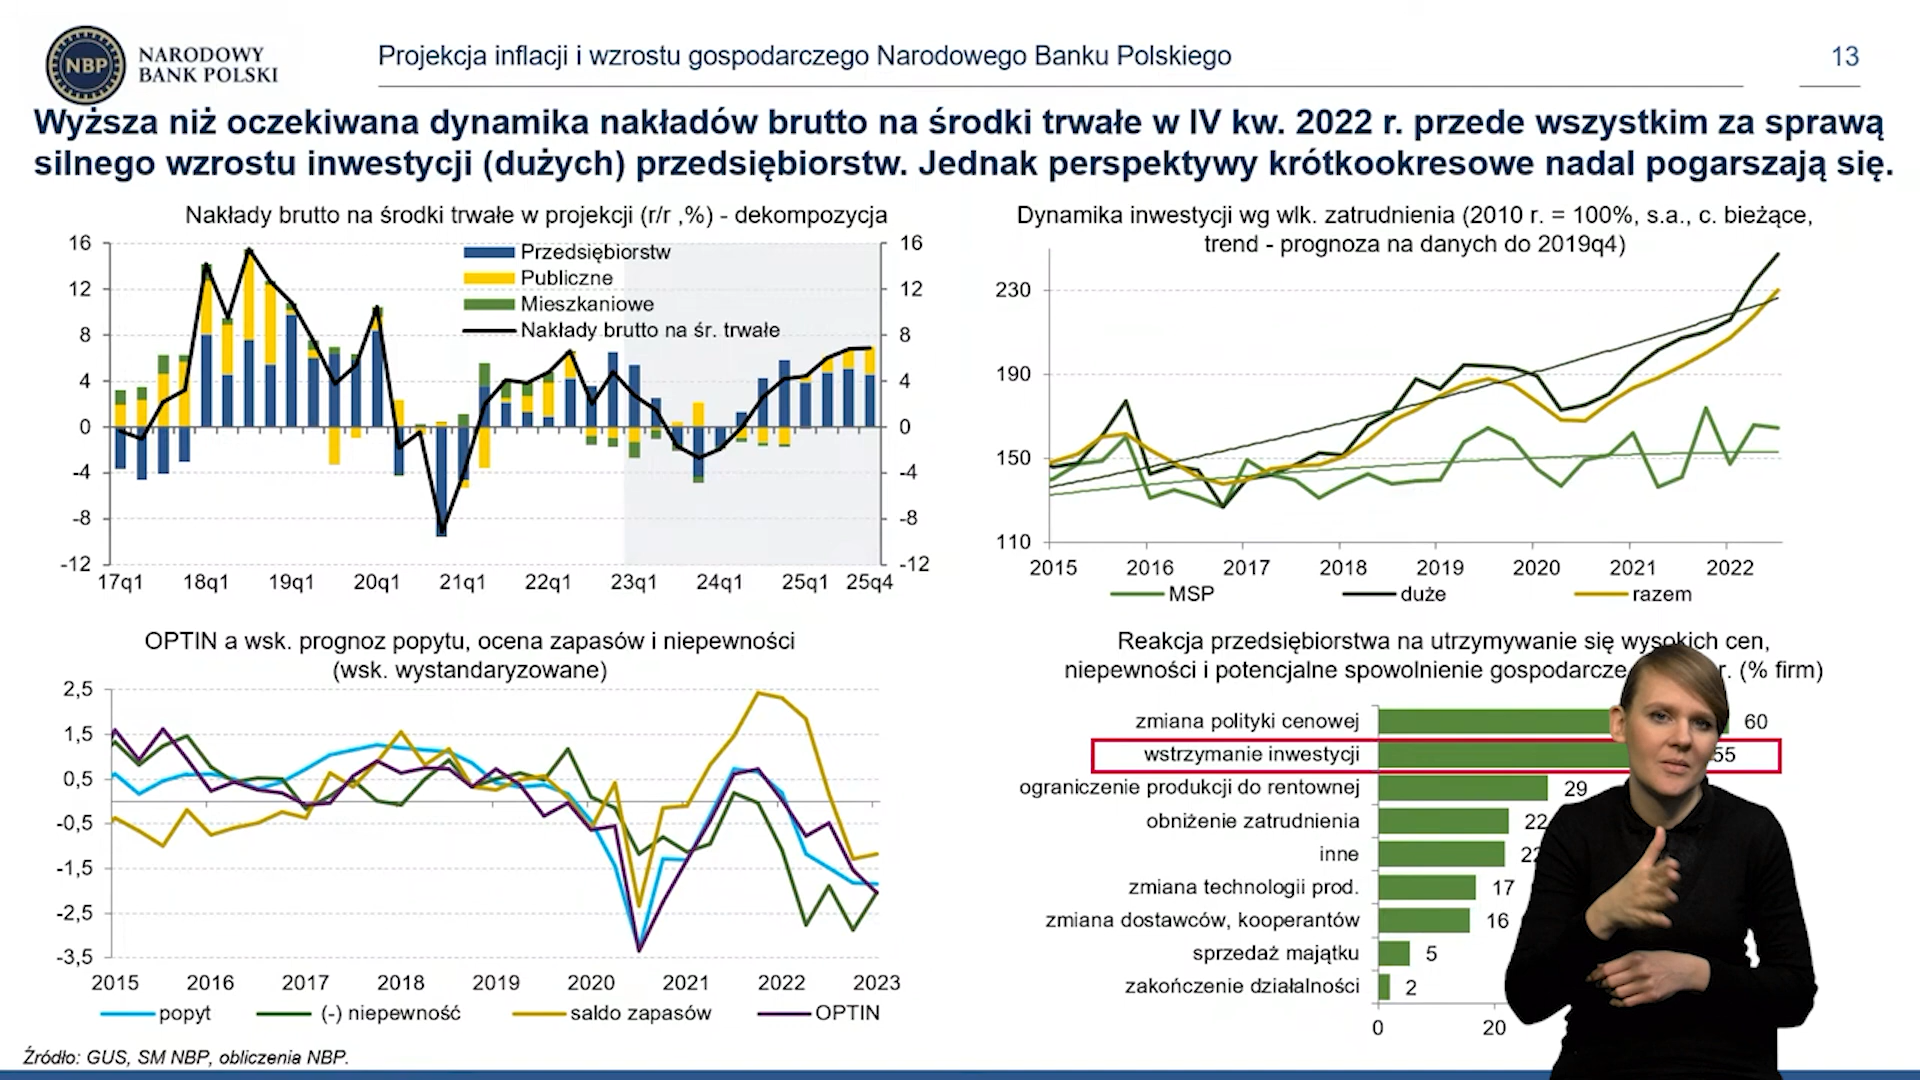 NBP
NARODOWY
BANK POLSKI
Projekcja inflacji i wzrostu gospodarczego Narodowego Banku Polskiego
13
Wyższa niż oczekiwana dynamika nakładów brutto na środki trwałe w IV kw. 2022 r. przede wszystkim za sprawą
silnego wzrostu inwestycji (dużych) przedsiębiorstw. Jednak perspektywy krótkookresowe nadal pogarszają się.
Nakłady brutto na środki trwałe w projekcji (r/r ,%) - dekompozycja
16
12
8
4
0
-4
-8
-12
16
12
8
4
0
-4
-8
-12
Przedsiębiorstw
Publiczne
Mieszkaniowe
Nakłady brutto na śr. trwałe
17q1 18q1 19q1 20q1 21q1 22q1 23q1 24q1 25q1 25q4
Dynamika inwestycji wg wlk. zatrudnienia (2010 r. = 100%, s.a., c. bieżące,
trend - prognoza na danych do 2019q4)
230
190
150
110
2015 2016 2017 2018 2019 2020 2021 2022
MSP duże razem
OPTIN a wsk. prognoz popytu, ocena zapasów i niepewności
(wsk. wystandaryzowane)
2,5
1,5
0,5
-0,5
-1,5
-2,5
-3,5
2015 2016 2017 2018 2019 2020 2021 2022 2023
popyt (-) niepewność saldo zapasów OPTIN
Reakcja przedsiębiorstwa na utrzymywanie się wysokich cen,
niepewności i potencjalne spowolnienie gospodarcze r. (% firm)
zmiana polityki cenowej 60
wstrzymanie inwestycji 55
ograniczenie produkcji do rentownej 29
obniżenie zatrudnienia 22
inne 22
zmiana technologii prod. 17
zmiana dostawców, kooperantów 16
sprzedaż majątku 5
zakończenie działalności 2
0 20
Źródło: GUS, SM NBP, obliczenia NBP.